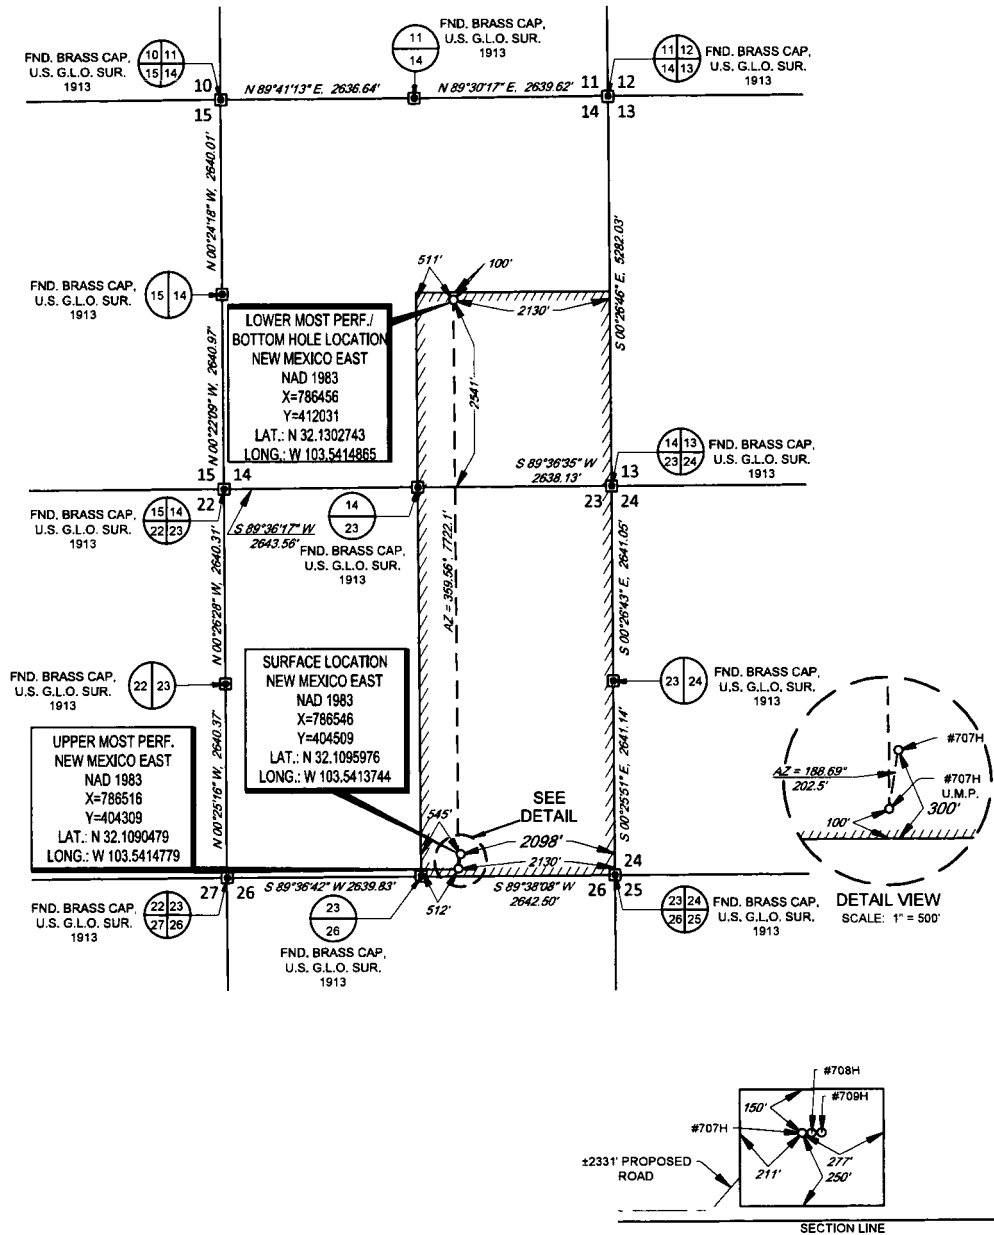 FND. BRASS CAP,
U.S. G.L.O. SUR.
1913
10 11
15 14
11
14
FND. BRASS CAP,
U.S. G.L.O. SUR.
1913
11 12
14 13
FND. BRASS CAP,
U.S. G.L.O. SUR.
1913
10
15
N 89°41'13" E, 2636.64'
N 89°30'17" E, 2639.62'
11 12
14 13
N 00°24'18" W, 2640.01'
S 00°26'46" E, 5282.03'
FND. BRASS CAP,
U.S. G.L.O. SUR.
1913
15 14
511'
100'
2130'
LOWER MOST PERF./
BOTTOM HOLE LOCATION
NEW MEXICO EAST
NAD 1983
X=786456
Y=412031
LAT.: N 32.1302743
LONG.: W 103.5414865
N 00°22'09" W, 2640.97'
2541'
14 13
23 24
FND. BRASS CAP,
U.S. G.L.O. SUR.
1913
S 89°36'35" W
2638.13'
15 14
22
13
23 24
FND. BRASS CAP,
U.S. G.L.O. SUR.
1913
15 14
22 23
S 89°36'17" W
2643.56'
14
23
FND. BRASS CAP,
U.S. G.L.O. SUR.
1913
N 00°26'28" W, 2640.31'
AZ = 359.56°, 7722.1'
S 00°26'43" E, 2641.05'
FND. BRASS CAP,
U.S. G.L.O. SUR.
1913
22 23
SURFACE LOCATION
NEW MEXICO EAST
NAD 1983
X=786546
Y=404509
LAT.: N 32.1095976
LONG.: W 103.5413744
23 24
FND. BRASS CAP,
U.S. G.L.O. SUR.
1913
UPPER MOST PERF.
NEW MEXICO EAST
NAD 1983
X=786516
Y=404309
LAT.: N 32.1090479
LONG.: W 103.5414779
N 00°25'16" W, 2640.37'
S 00°25'51" E, 2641.14'
SEE
DETAIL
545'
2098'
2130'
512'
24
27 26
S 89°36'42" W 2639.83'
S 89°38'08" W
2642.50'
26 25
FND. BRASS CAP,
U.S. G.L.O. SUR.
1913
22 23
27 26
23
26
FND. BRASS CAP,
U.S. G.L.O. SUR.
1913
23 24
26 25
FND. BRASS CAP,
U.S. G.L.O. SUR.
1913
#707H
AZ = 188.69°
202.5'
#707H
U.M.P.
300'
100'
DETAIL VIEW
SCALE: 1" = 500'
#708H
#709H
150'
#707H
211'
277'
250'
±2331' PROPOSED
ROAD
SECTION LINE